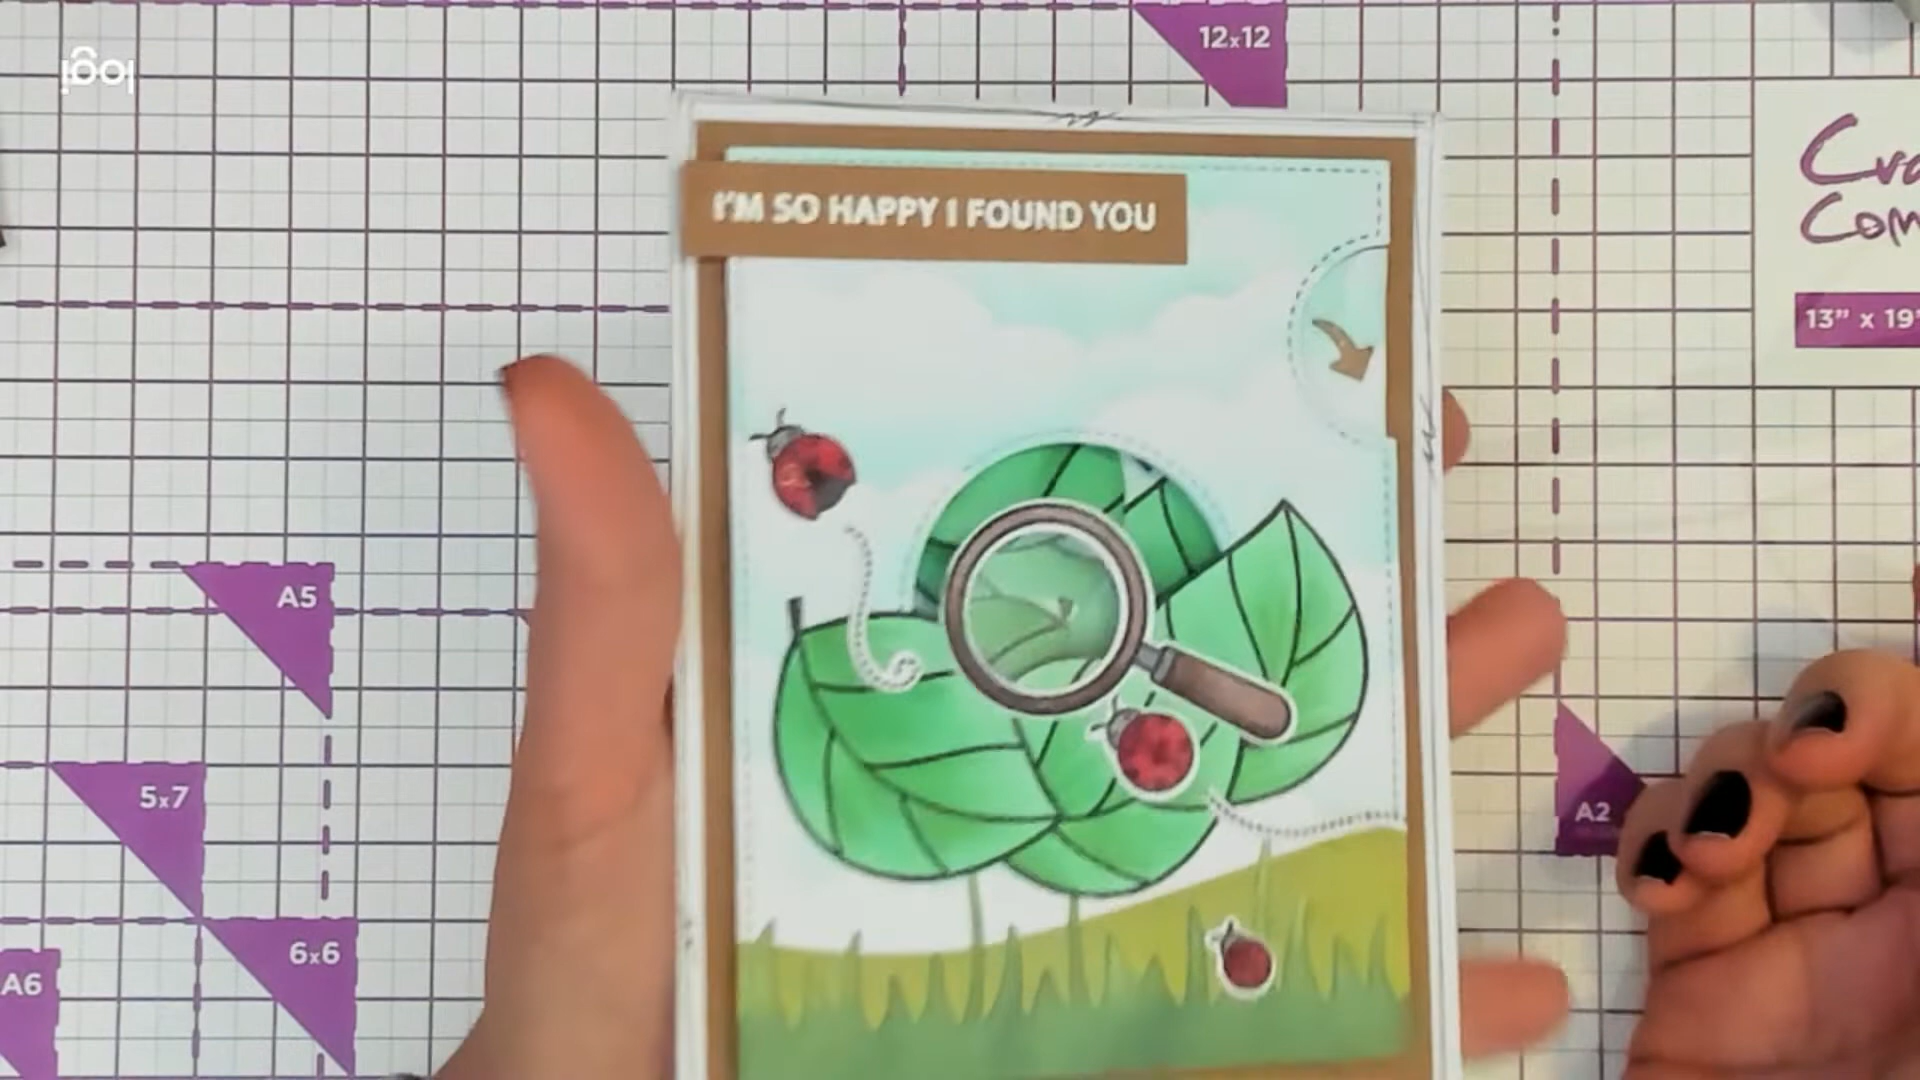 logi
12x12
I'M SO HAPPY I FOUND YOU
13" x 19"
A5
5x7
A2
6x6
A6